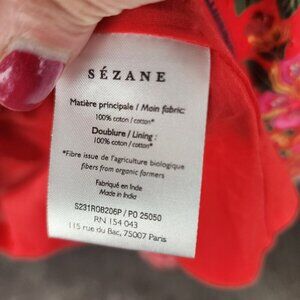 SÉZANE
Matière principale / Main fabric:
100% coton / cotton*
Doublure / Lining :
100% coton / cotton*
*Fibre issue de l'agriculture biologique
fibers from organic farmers
Fabriqué en Inde
Made in India
S231ROB206P / PO 25050
RN 154 043
115 rue du Bac, 75007 Paris